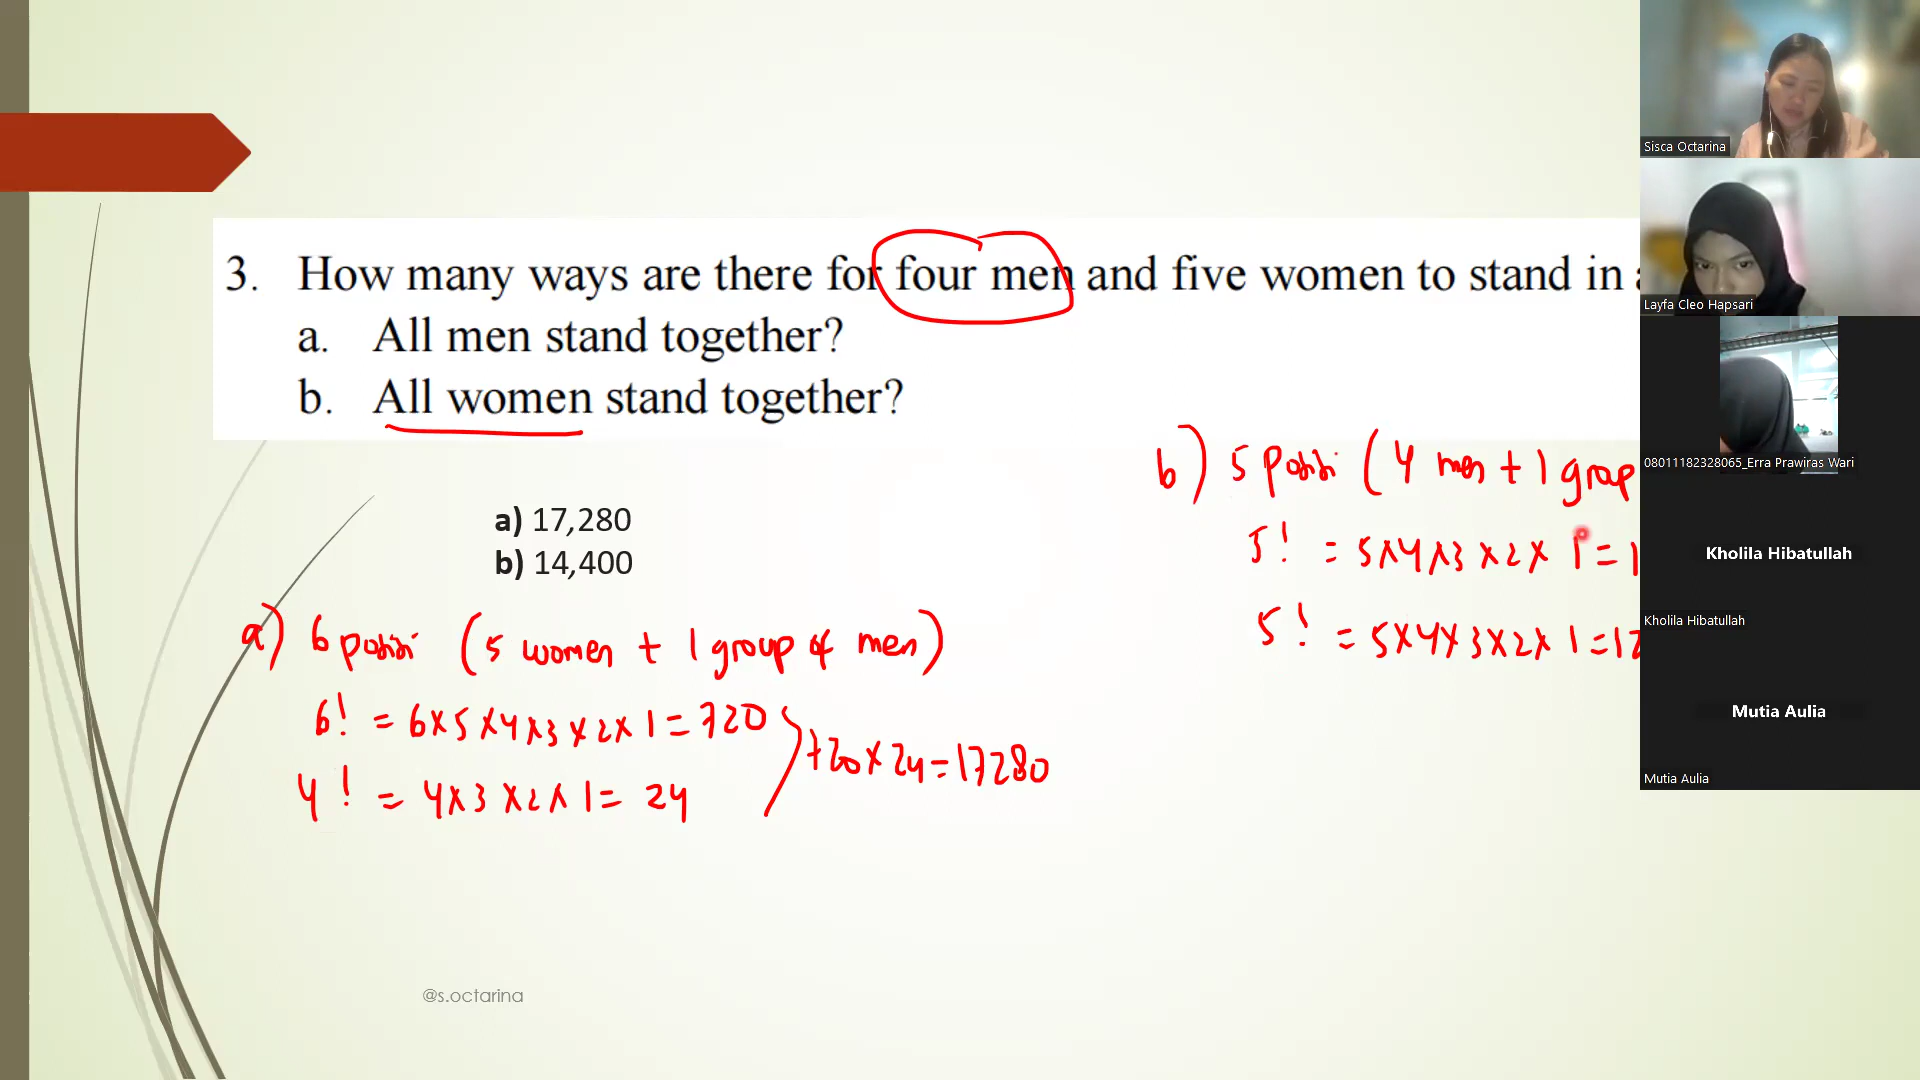 3. How many ways are there for four men and five women to stand in
a. All men stand together?
b. All women stand together?
a) 17,280
b) 14,400
a) 6 posisi (5 women + 1 group of men)
6! = 6x5x4x3x2x1=720
4! = 4x3x2x1= 24
720x24=17280
b) 5 posisi (4 men + 1 group
5! = 5x4x3x2x1=1
5! = 5x4x3x2x1=12
@s.octarina
Sisca Octarina
Layfa Cleo Hapsari
08011182328065_Erra Prawiras Wari
Kholila Hibatullah
Kholila Hibatullah
Mutia Aulia
Mutia Aulia